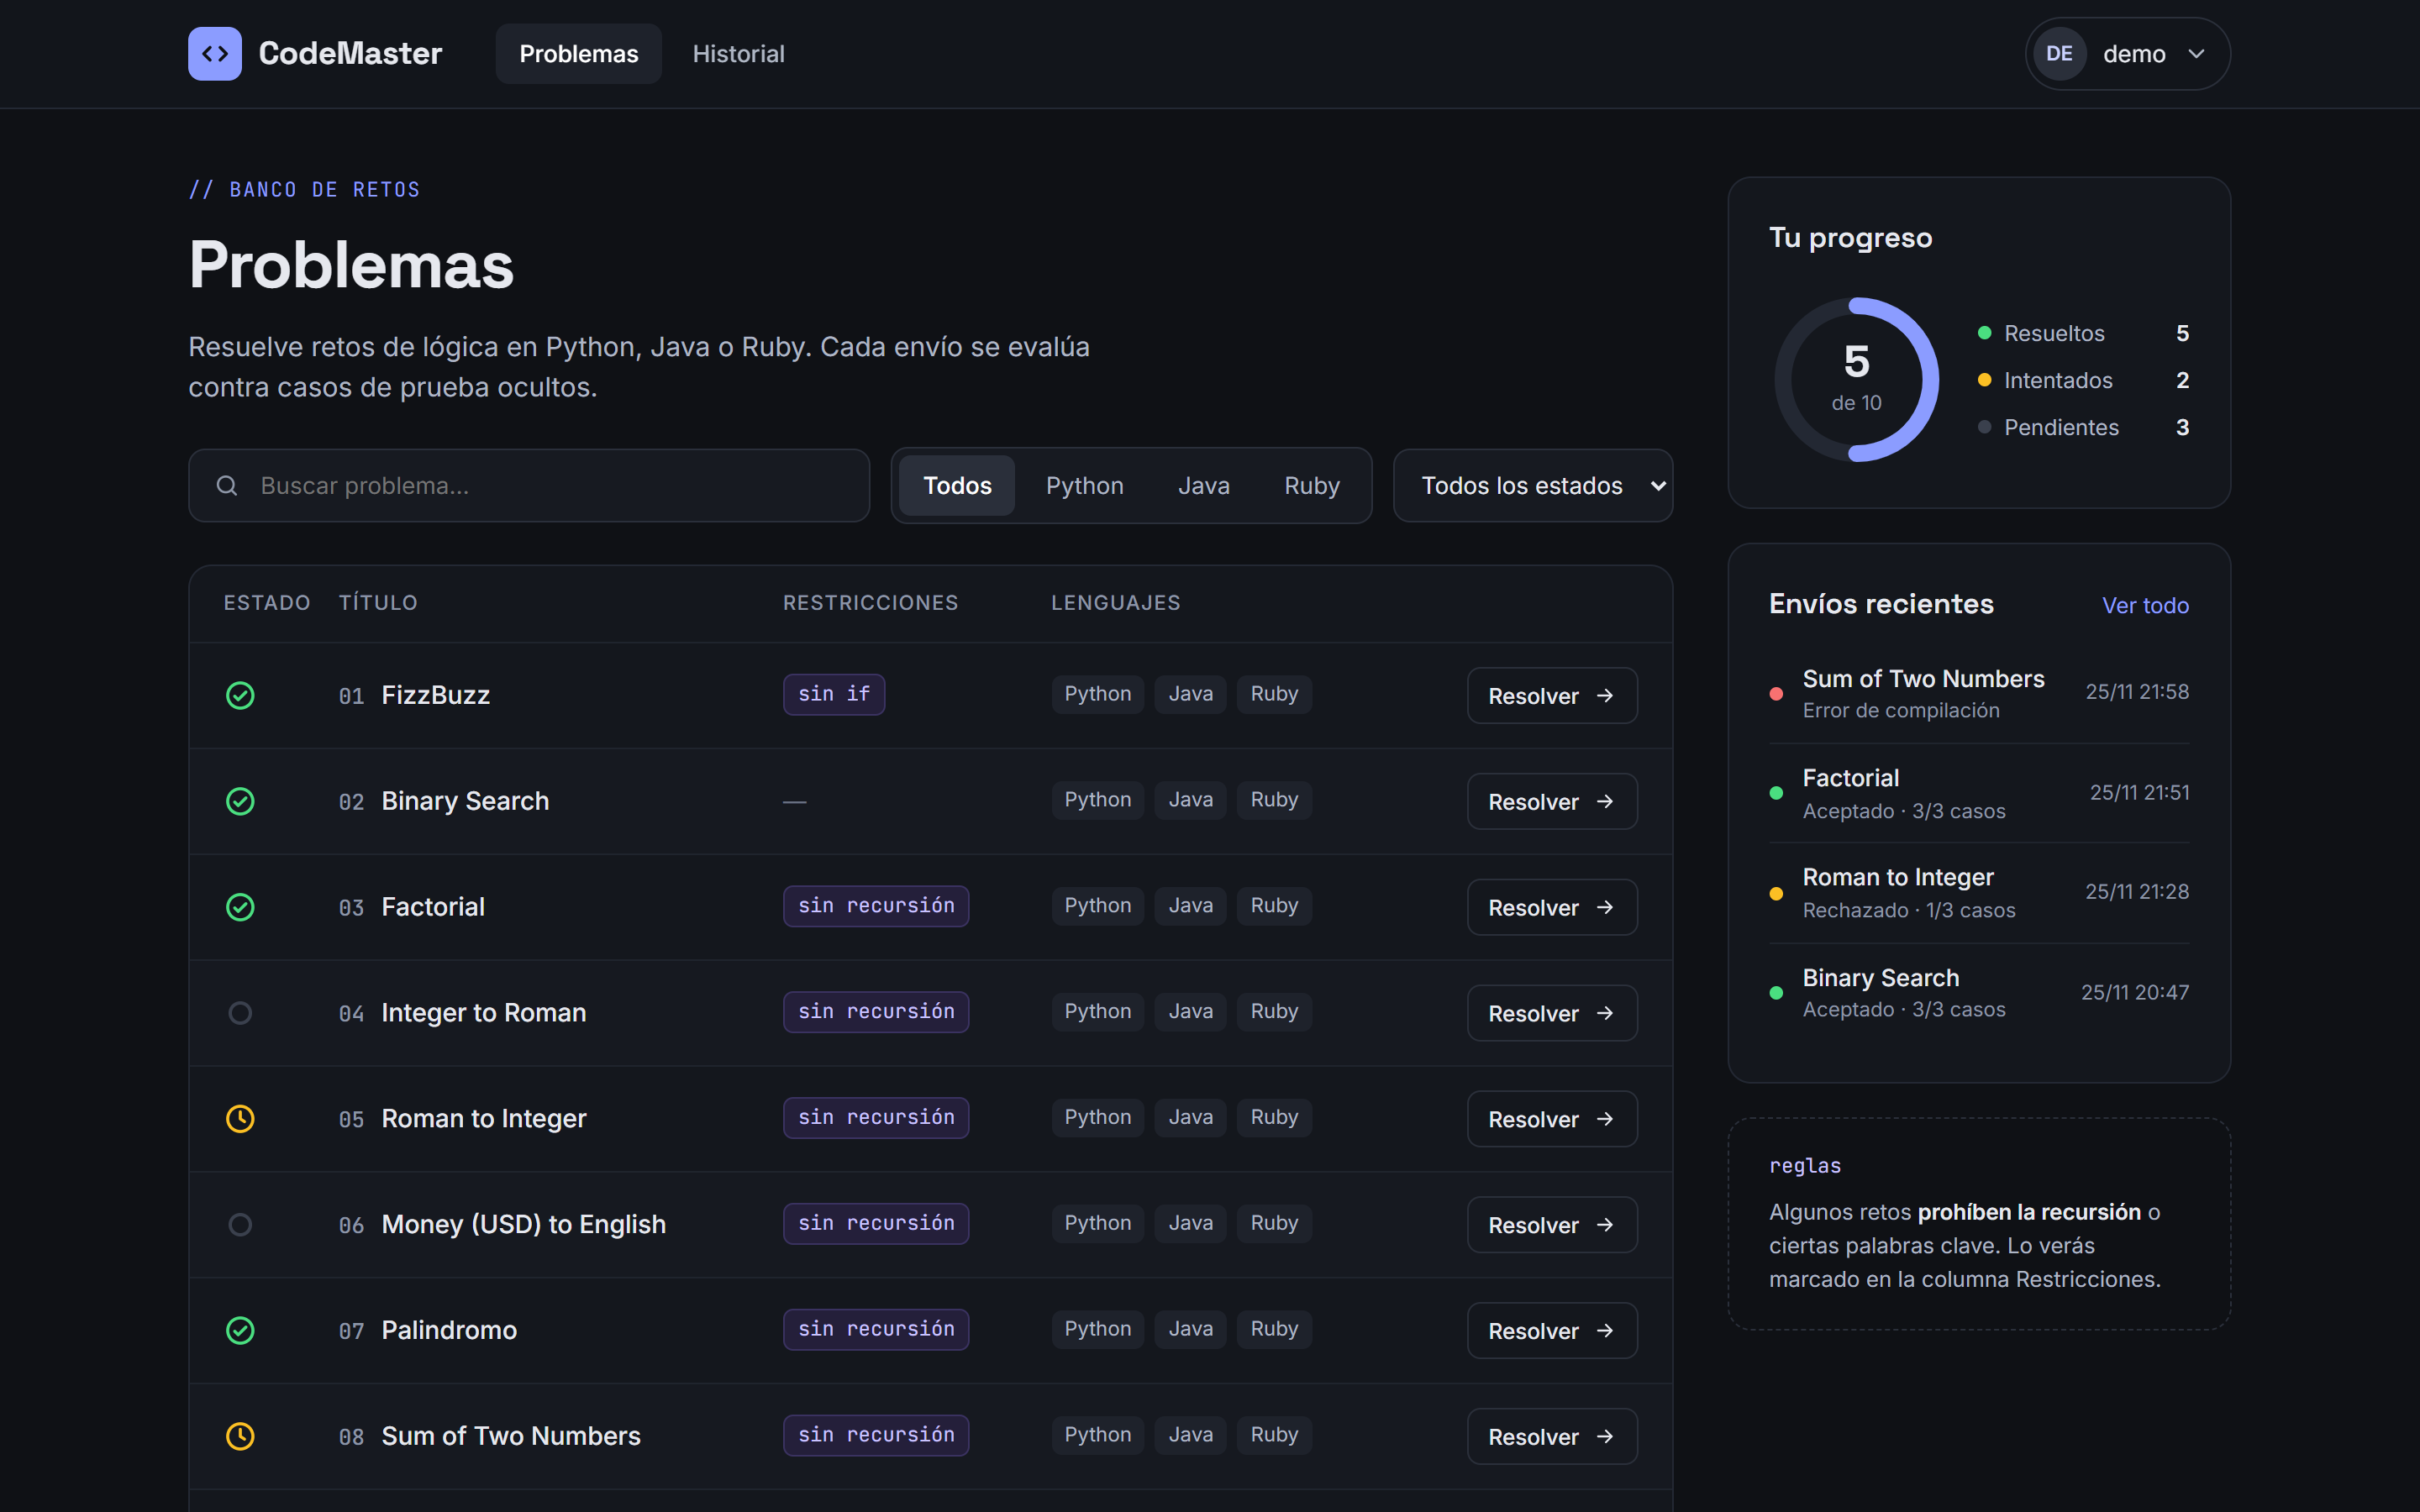 CodeMaster
Problemas
Historial
DE
demo
// BANCO DE RETOS
Problemas
Resuelve retos de lógica en Python, Java o Ruby. Cada envío se evalúa
contra casos de prueba ocultos.
Buscar problema...
Todos
Python
Java
Ruby
Todos los estados
ESTADO TÍTULO RESTRICCIONES LENGUAJES
01 FizzBuzz sin if Python Java Ruby Resolver →
02 Binary Search — Python Java Ruby Resolver →
03 Factorial sin recursión Python Java Ruby Resolver →
04 Integer to Roman sin recursión Python Java Ruby Resolver →
05 Roman to Integer sin recursión Python Java Ruby Resolver →
06 Money (USD) to English sin recursión Python Java Ruby Resolver →
07 Palindromo sin recursión Python Java Ruby Resolver →
08 Sum of Two Numbers sin recursión Python Java Ruby Resolver →
Tu progreso
5
de 10
Resueltos 5
Intentados 2
Pendientes 3
Envíos recientes
Ver todo
Sum of Two Numbers
Error de compilación
25/11 21:58
Factorial
Aceptado · 3/3 casos
25/11 21:51
Roman to Integer
Rechazado · 1/3 casos
25/11 21:28
Binary Search
Aceptado · 3/3 casos
25/11 20:47
reglas
Algunos retos prohíben la recursión o
ciertas palabras clave. Lo verás
marcado en la columna Restricciones.